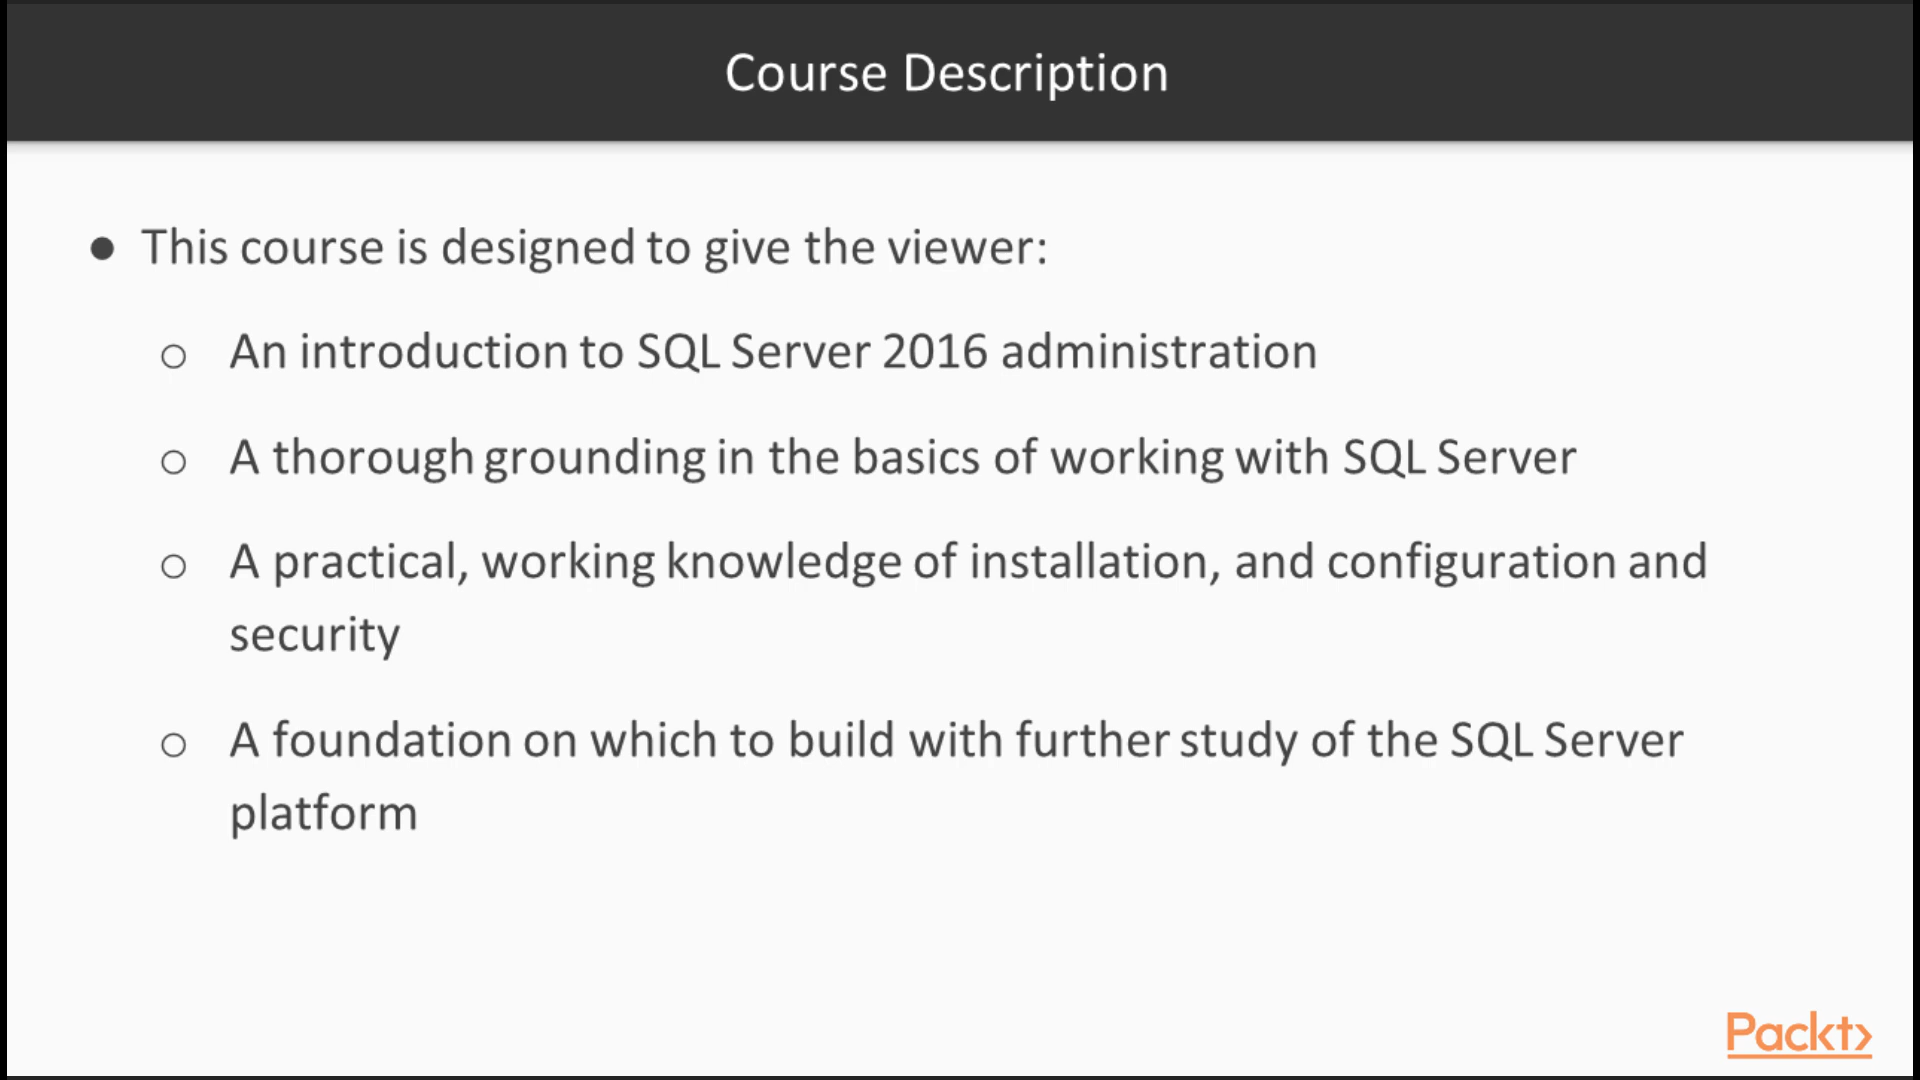 Course Description
● This course is designed to give the viewer:
○ An introduction to SQL Server 2016 administration
○ A thorough grounding in the basics of working with SQL Server
○ A practical, working knowledge of installation, and configuration and
security
○ A foundation on which to build with further study of the SQL Server
platform
Packt>